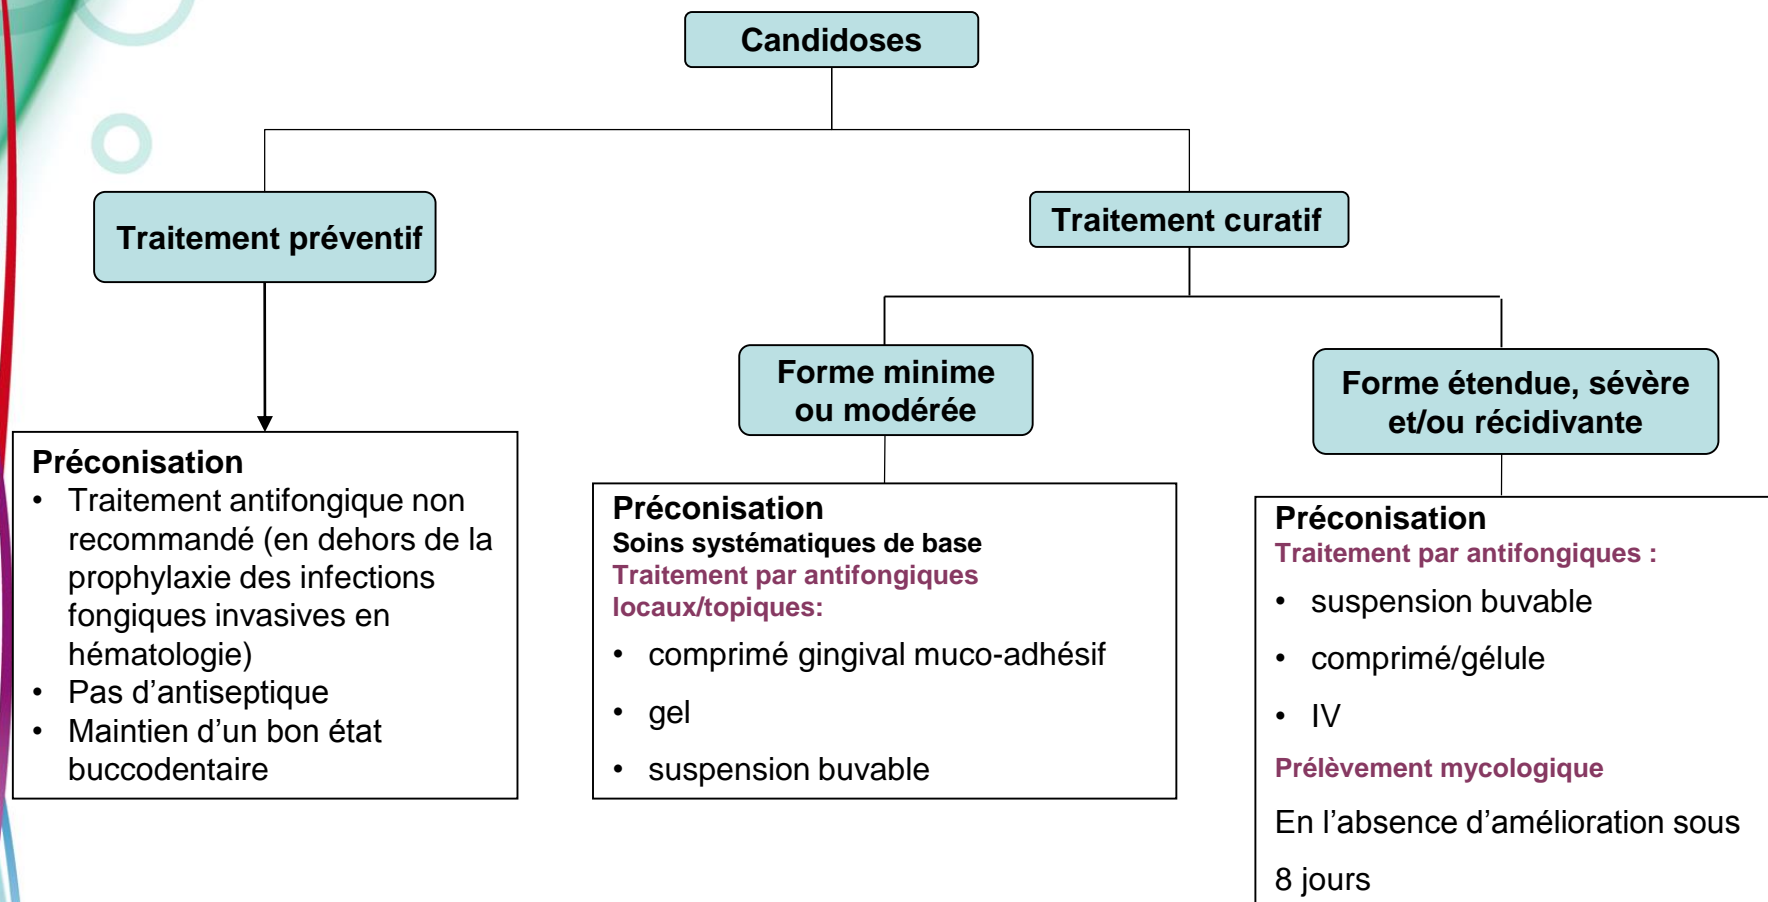 Candidoses
Traitement préventif
Préconisation
• Traitement antifongique non
recommandé (en dehors de la
prophylaxie des infections
fongiques invasives en
hématologie)
• Pas d’antiseptique
• Maintien d’un bon état
buccodentaire
Traitement curatif
Forme minime
ou modérée
Préconisation
Soins systématiques de base
Traitement par antifongiques
locaux/topiques:
• comprimé gingival muco-adhésif
• gel
• suspension buvable
Forme étendue, sévère
et/ou récidivante
Préconisation
Traitement par antifongiques :
• suspension buvable
• comprimé/gélule
• IV
Prélèvement mycologique
En l’absence d’amélioration sous
8 jours